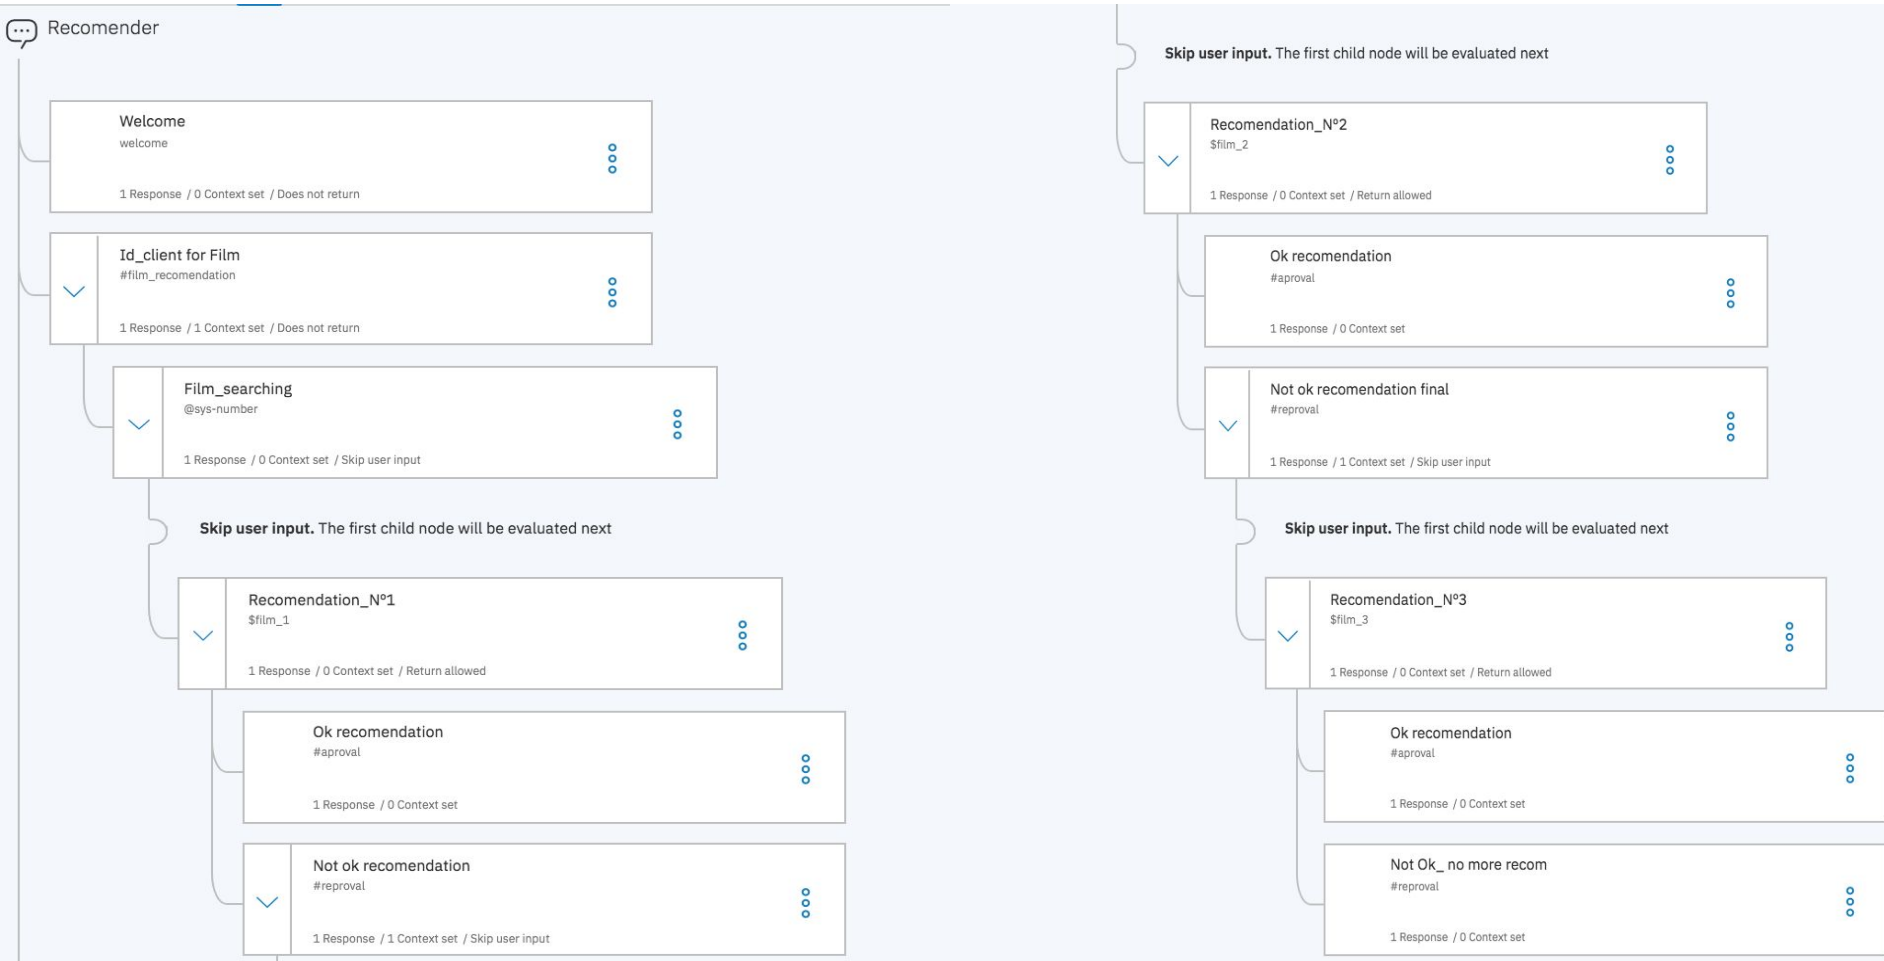 Recomender
Welcome
welcome
1 Response / 0 Context set / Does not return
Id_client for Film
#film_recomendation
1 Response / 1 Context set / Does not return
Film_searching
@sys-number
1 Response / 0 Context set / Skip user input
Skip user input. The first child node will be evaluated next
Recomendation_Nº1
$film_1
1 Response / 0 Context set / Return allowed
Ok recomendation
#aproval
1 Response / 0 Context set
Not ok recomendation
#reproval
1 Response / 1 Context set / Skip user input
Skip user input. The first child node will be evaluated next
Recomendation_Nº2
$film_2
1 Response / 0 Context set / Return allowed
Ok recomendation
#aproval
1 Response / 0 Context set
Not ok recomendation final
#reproval
1 Response / 1 Context set / Skip user input
Skip user input. The first child node will be evaluated next
Recomendation_Nº3
$film_3
1 Response / 0 Context set / Return allowed
Ok recomendation
#aproval
1 Response / 0 Context set
Not Ok_ no more recom
#reproval
1 Response / 0 Context set